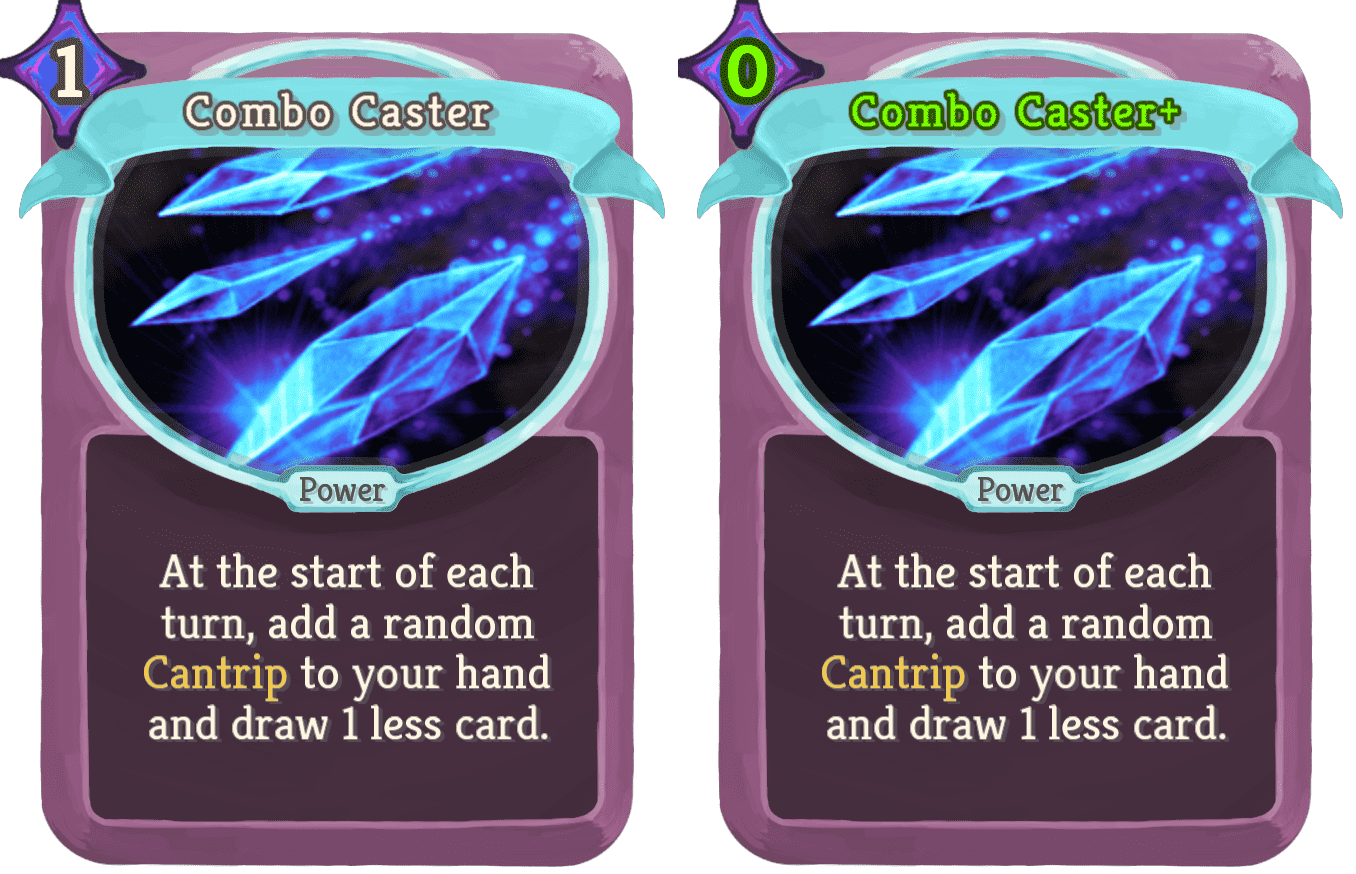 1
Combo Caster
Power
At the start of each
turn, add a random
Cantrip to your hand
and draw 1 less card.
0
Combo Caster+
Power
At the start of each
turn, add a random
Cantrip to your hand
and draw 1 less card.